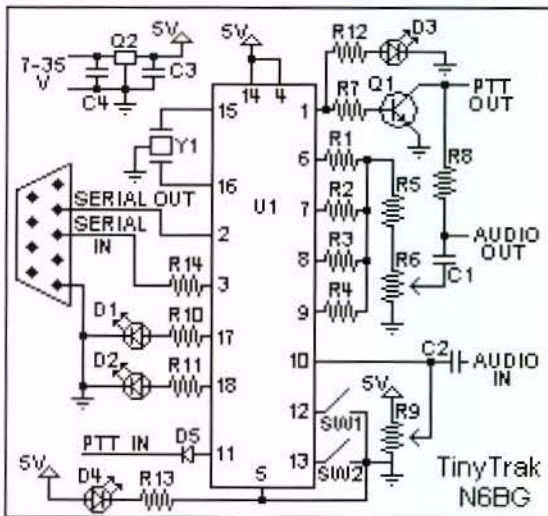 5V
7-35
V
Q2
C4
C3
5V
14
4
R12
D3
R7
Q1
PTT
OUT
15
Y1
16
1
6
R1
R8
U1
R5
SERIAL OUT
SERIAL
IN
2
7
R2
AUDIO
OUT
R14
3
8
R3
R6
C1
D1
R10
17
9
R4
D2
R11
18
10
C2
AUDIO
IN
PTT IN
D5
11
12
SW1
5V
R9
13
SW2
5V
D4
R13
5
TinyTrak
N6BG